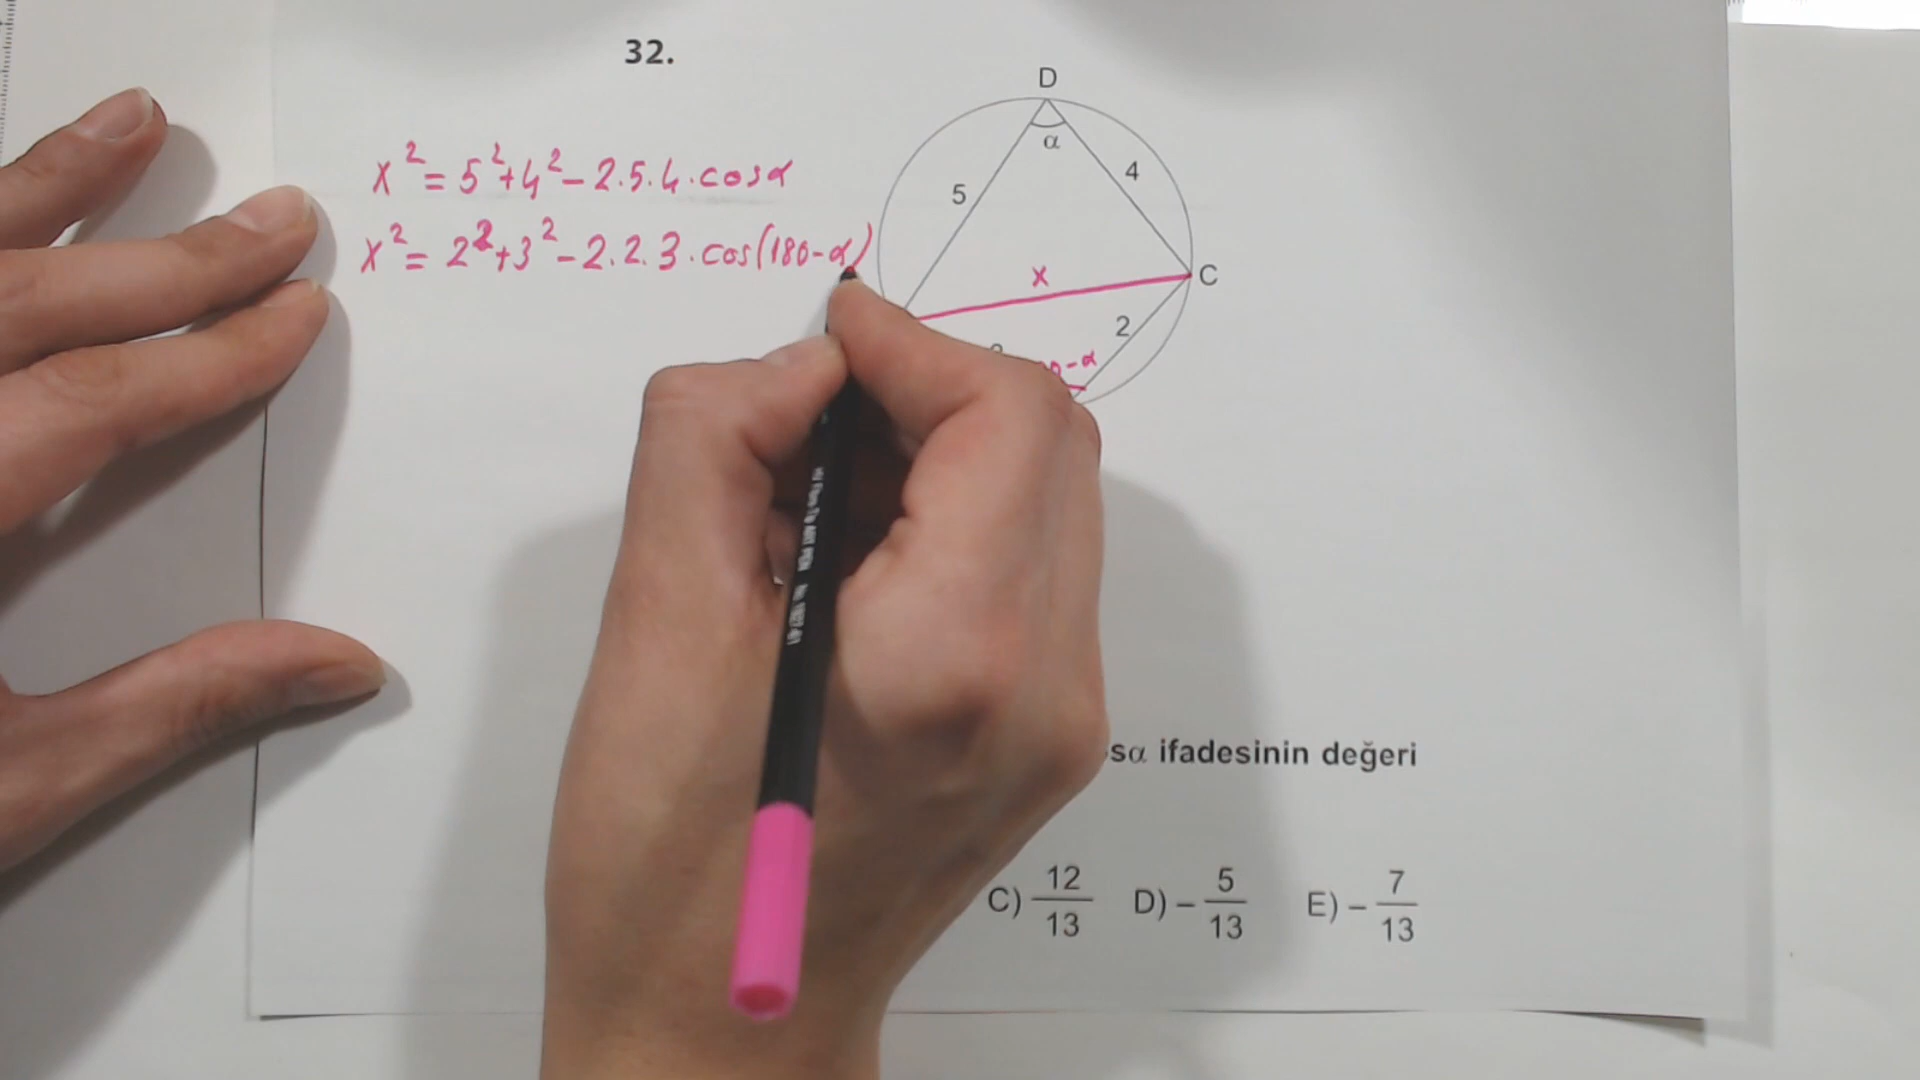 32.
D
α
x² = 5²+4² - 2.5.4.cosα
4
5
x² = 2²+3² - 2.2.3.cos(180-α)
x
C
2
-α
sα ifadesinin değeri
C) 12/13 D) - 5/13 E) - 7/13